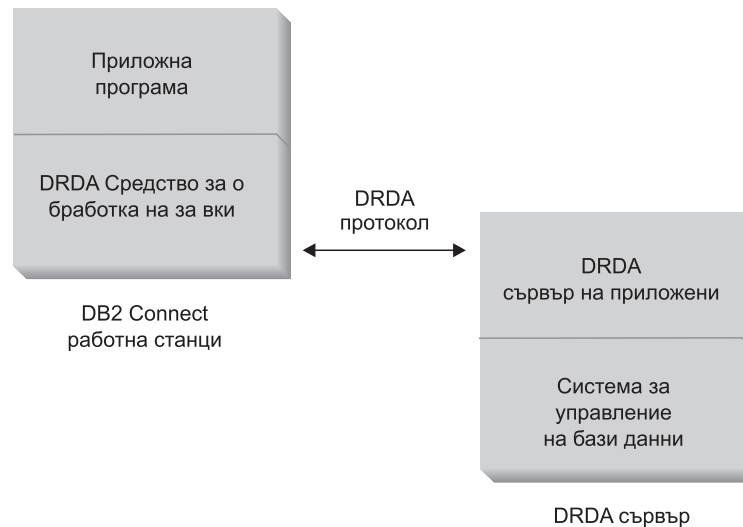 Приложна
програма
DRDA Средство за о
бработка на за вки
DB2 Connect
работна станци
DRDA
протокол
DRDA
сървър на приложени
Система за
управление
на бази данни
DRDA сървър